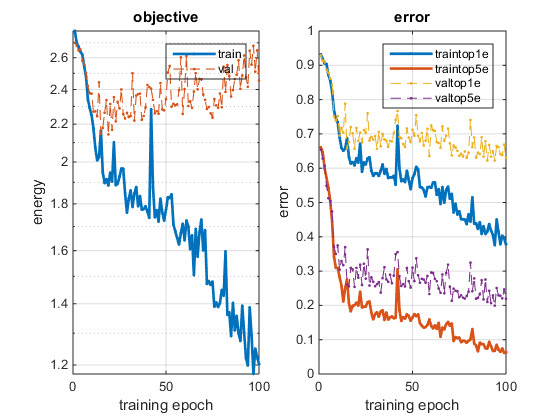 objective
2.6
2.4
2.2
2
1.8
1.6
1.4
1.2
0
50
100
energy
training epoch
train
val
error
1
0.9
0.8
0.7
0.6
0.5
0.4
0.3
0.2
0.1
0
0
50
100
error
training epoch
traintop1e
traintop5e
valtop1e
valtop5e